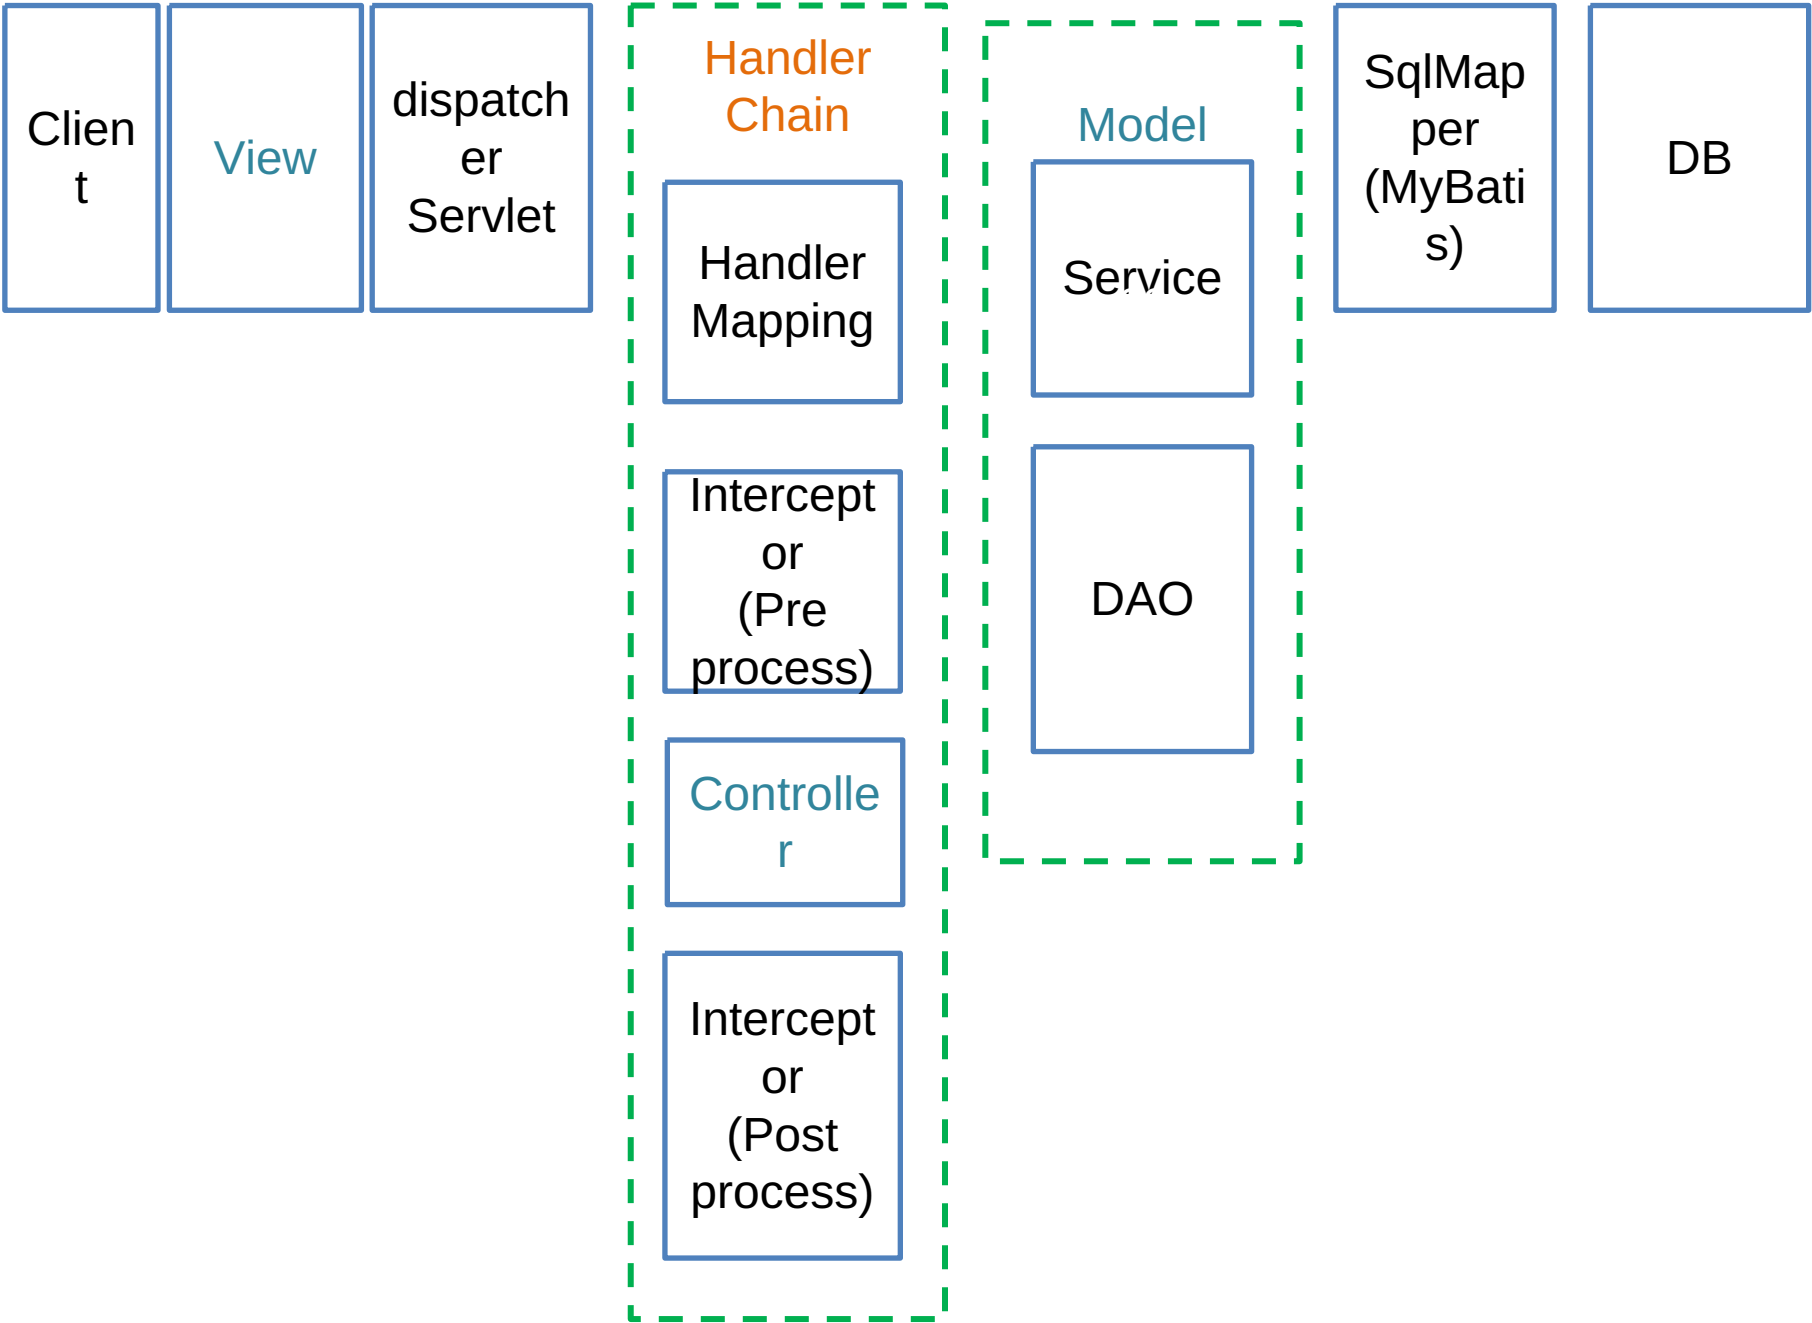 Clien
t
View
dispatch
er
Servlet
Handler
Chain
Handler
Mapping
Intercept
or
(Pre
process)
Controlle
r
Intercept
or
(Post
process)
Model
Service
DAO
SqlMap
per
(MyBati
s)
DB